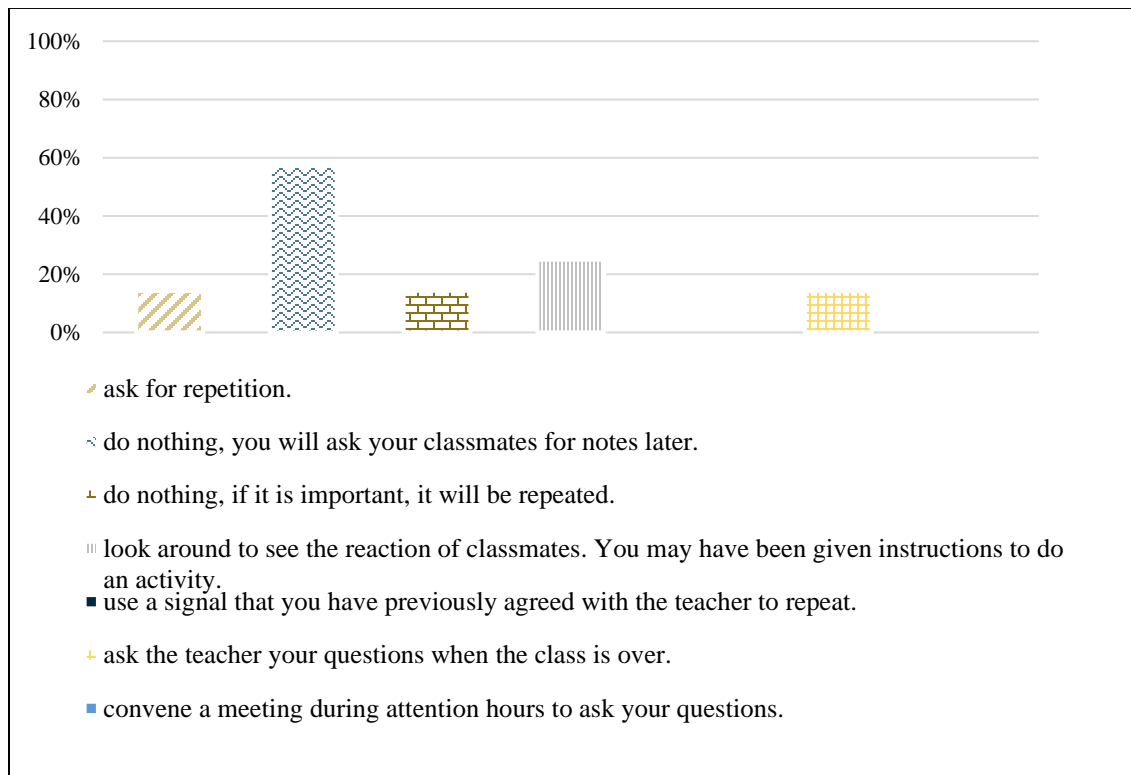 100%
80%
60%
40%
20%
0%
ask for repetition.
do nothing, you will ask your classmates for notes later.
do nothing, if it is important, it will be repeated.
look around to see the reaction of classmates. You may have been given instructions to do
an activity.
use a signal that you have previously agreed with the teacher to repeat.
ask the teacher your questions when the class is over.
convene a meeting during attention hours to ask your questions.